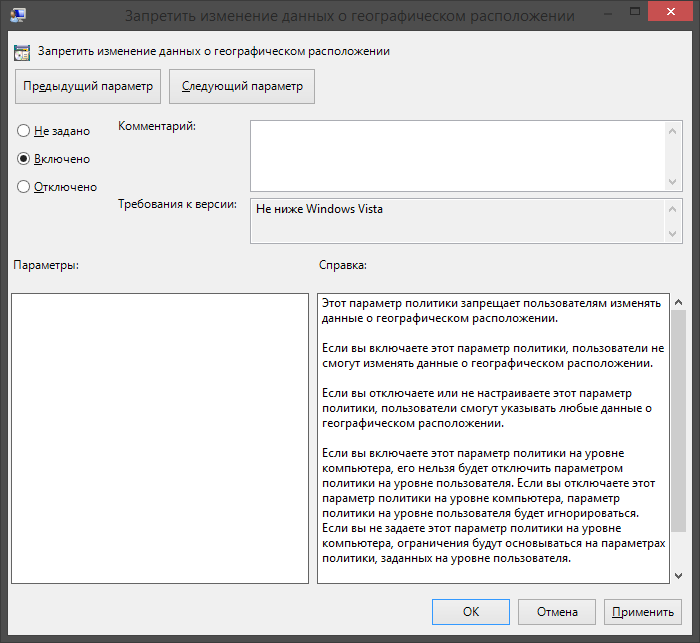 Запретить изменение данных о географическом расположении
Запретить изменение данных о географическом расположении
Предыдущий параметр
Следующий параметр
Не задано
Включено
Отключено
Комментарий:
Требования к версии:
Не ниже Windows Vista
Параметры:
Справка:
Этот параметр политики запрещает пользователям изменять
данные о географическом расположении.
Если вы включаете этот параметр политики, пользователи не
смогут изменять данные о географическом расположении.
Если вы отключаете или не настраиваете этот параметр
политики, пользователи смогут указывать любые данные о
географическом расположении.
Если вы включаете этот параметр политики на уровне
компьютера, его нельзя будет отключить параметром
политики на уровне пользователя. Если вы отключаете этот
параметр политики на уровне компьютера, параметр
политики на уровне пользователя будет игнорироваться.
Если вы не задаете этот параметр политики на уровне
компьютера, ограничения будут основываться на параметрах
политики, заданных на уровне пользователя.
ОК
Отмена
Применить